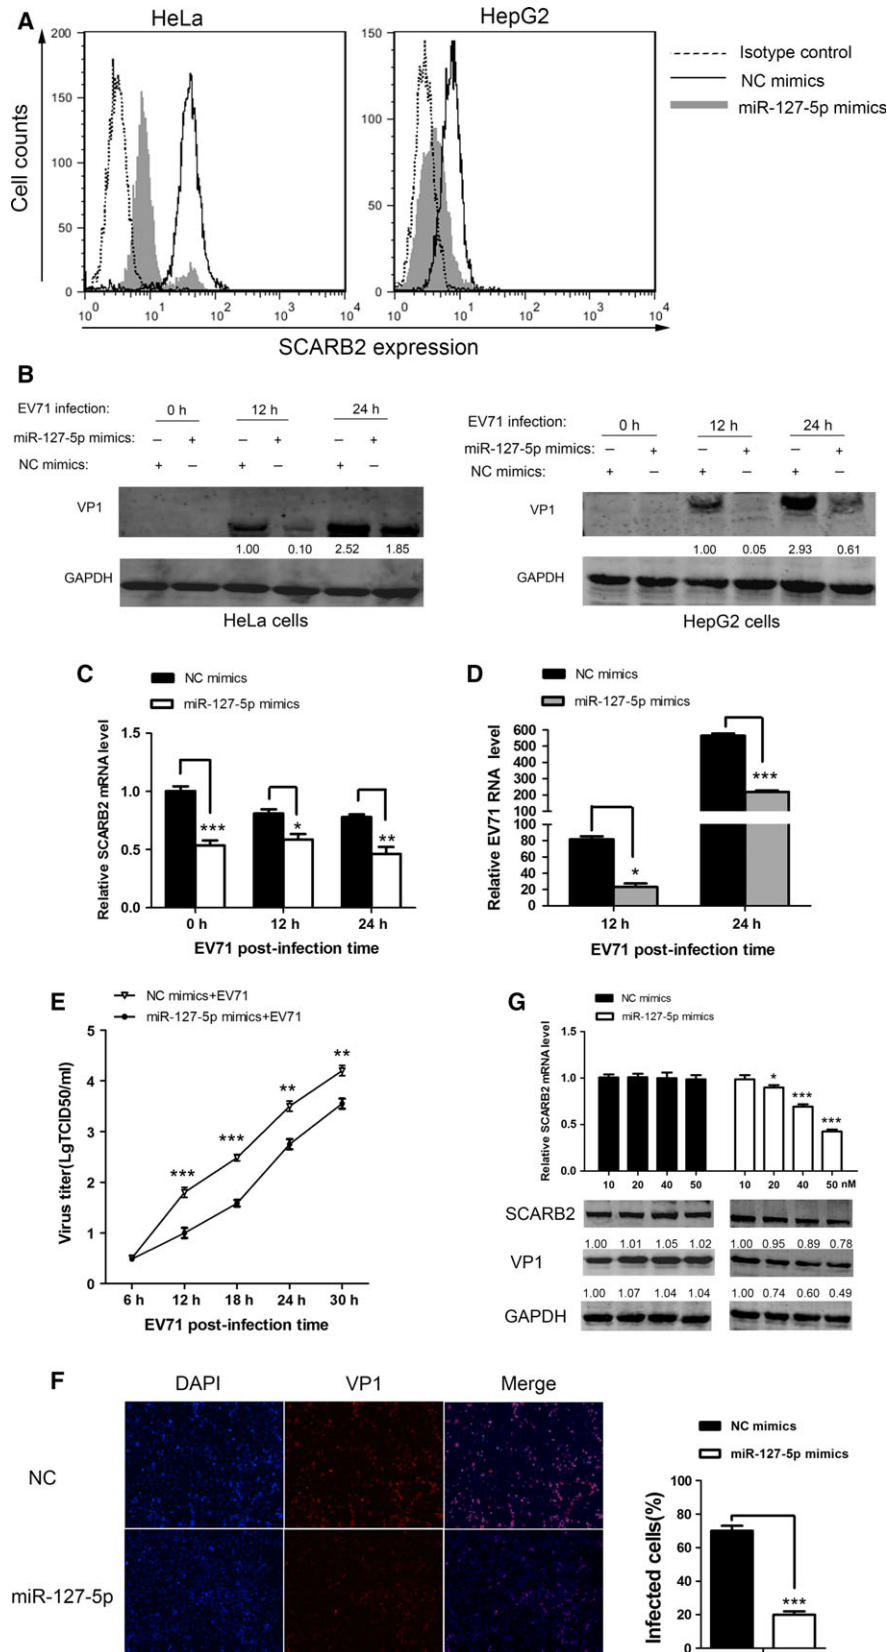 A
HeLa
HepG2
200
150
100
50
0
Cell counts
10^0 10^1 10^2 10^3 10^4
150
100
50
0
10^0 10^1 10^2 10^3 10^4
SCARB2 expression
Isotype control
NC mimics
miR-127-5p mimics
B
EV71 infection: 0 h 12 h 24 h
miR-127-5p mimics: – + – + – +
NC mimics: + – + – + –
VP1
1.00 0.10 2.52 1.85
GAPDH
HeLa cells
EV71 infection: 0 h 12 h 24 h
miR-127-5p mimics: – + – + – +
NC mimics: + – + – + –
VP1
1.00 0.05 2.93 0.61
GAPDH
HepG2 cells
C
NC mimics
miR-127-5p mimics
Relative SCARB2 mRNA level
1.5
1.0
0.5
0.0
*** * **
0 h 12 h 24 h
EV71 post-infection time
D
NC mimics
miR-127-5p mimics
Relative EV71 RNA level
600
500
400
300
200
100
100
80
60
40
20
0
* ***
12 h 24 h
EV71 post-infection time
E
NC mimics+EV71
miR-127-5p mimics+EV71
Virus titer(LgTCID50/ml)
5
4
3
2
1
0
*** *** ** **
6 h 12 h 18 h 24 h 30 h
EV71 post-infection time
G
NC mimics
miR-127-5p mimics
Relative SCARB2 mRNA level
1.5
1.0
0.5
0.0
* *** ***
10 20 40 50 10 20 40 50 nM
SCARB2
1.00 1.01 1.05 1.02 1.00 0.95 0.89 0.78
VP1
1.00 1.07 1.04 1.04 1.00 0.74 0.60 0.49
GAPDH
F
DAPI VP1 Merge
NC
miR-127-5p
NC mimics
miR-127-5p mimics
Infected cells(%)
100
80
60
40
20
0
***